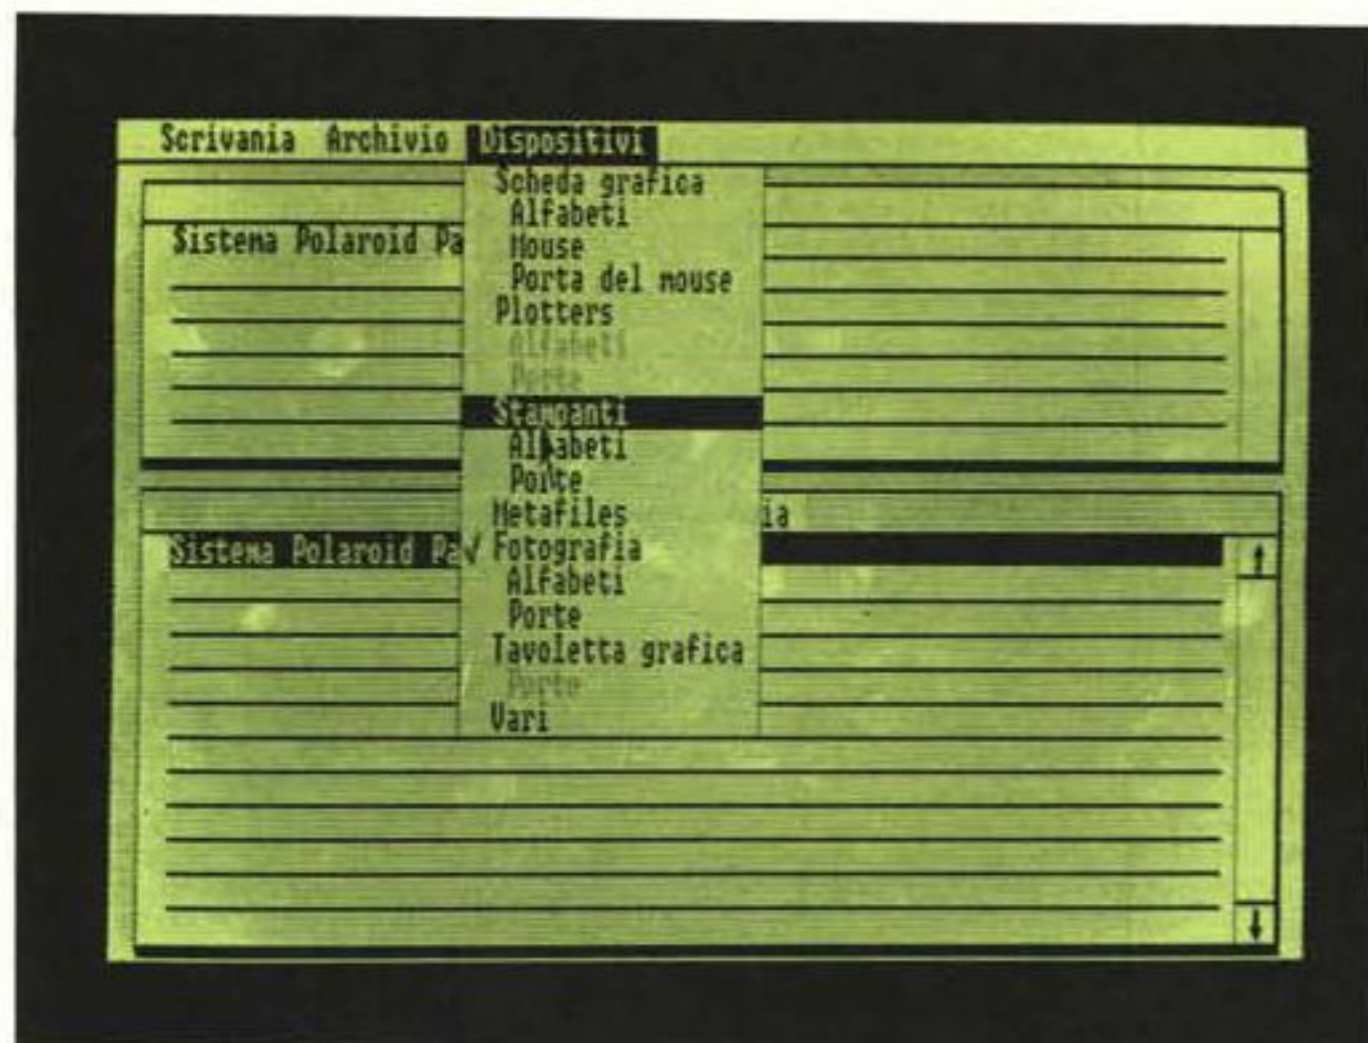 Scrivania Archivio Dispositivi
Scheda grafica
Alfabeti
Mouse
Porta del mouse
Plotters
Alfabeti
Porte
Stampanti
Alfabeti
Porte
Metafiles
√ Fotografia
Alfabeti
Porte
Tavoletta grafica
Porte
Vari
Sistema Polaroid Pa
ia
Sistema Polaroid Pa